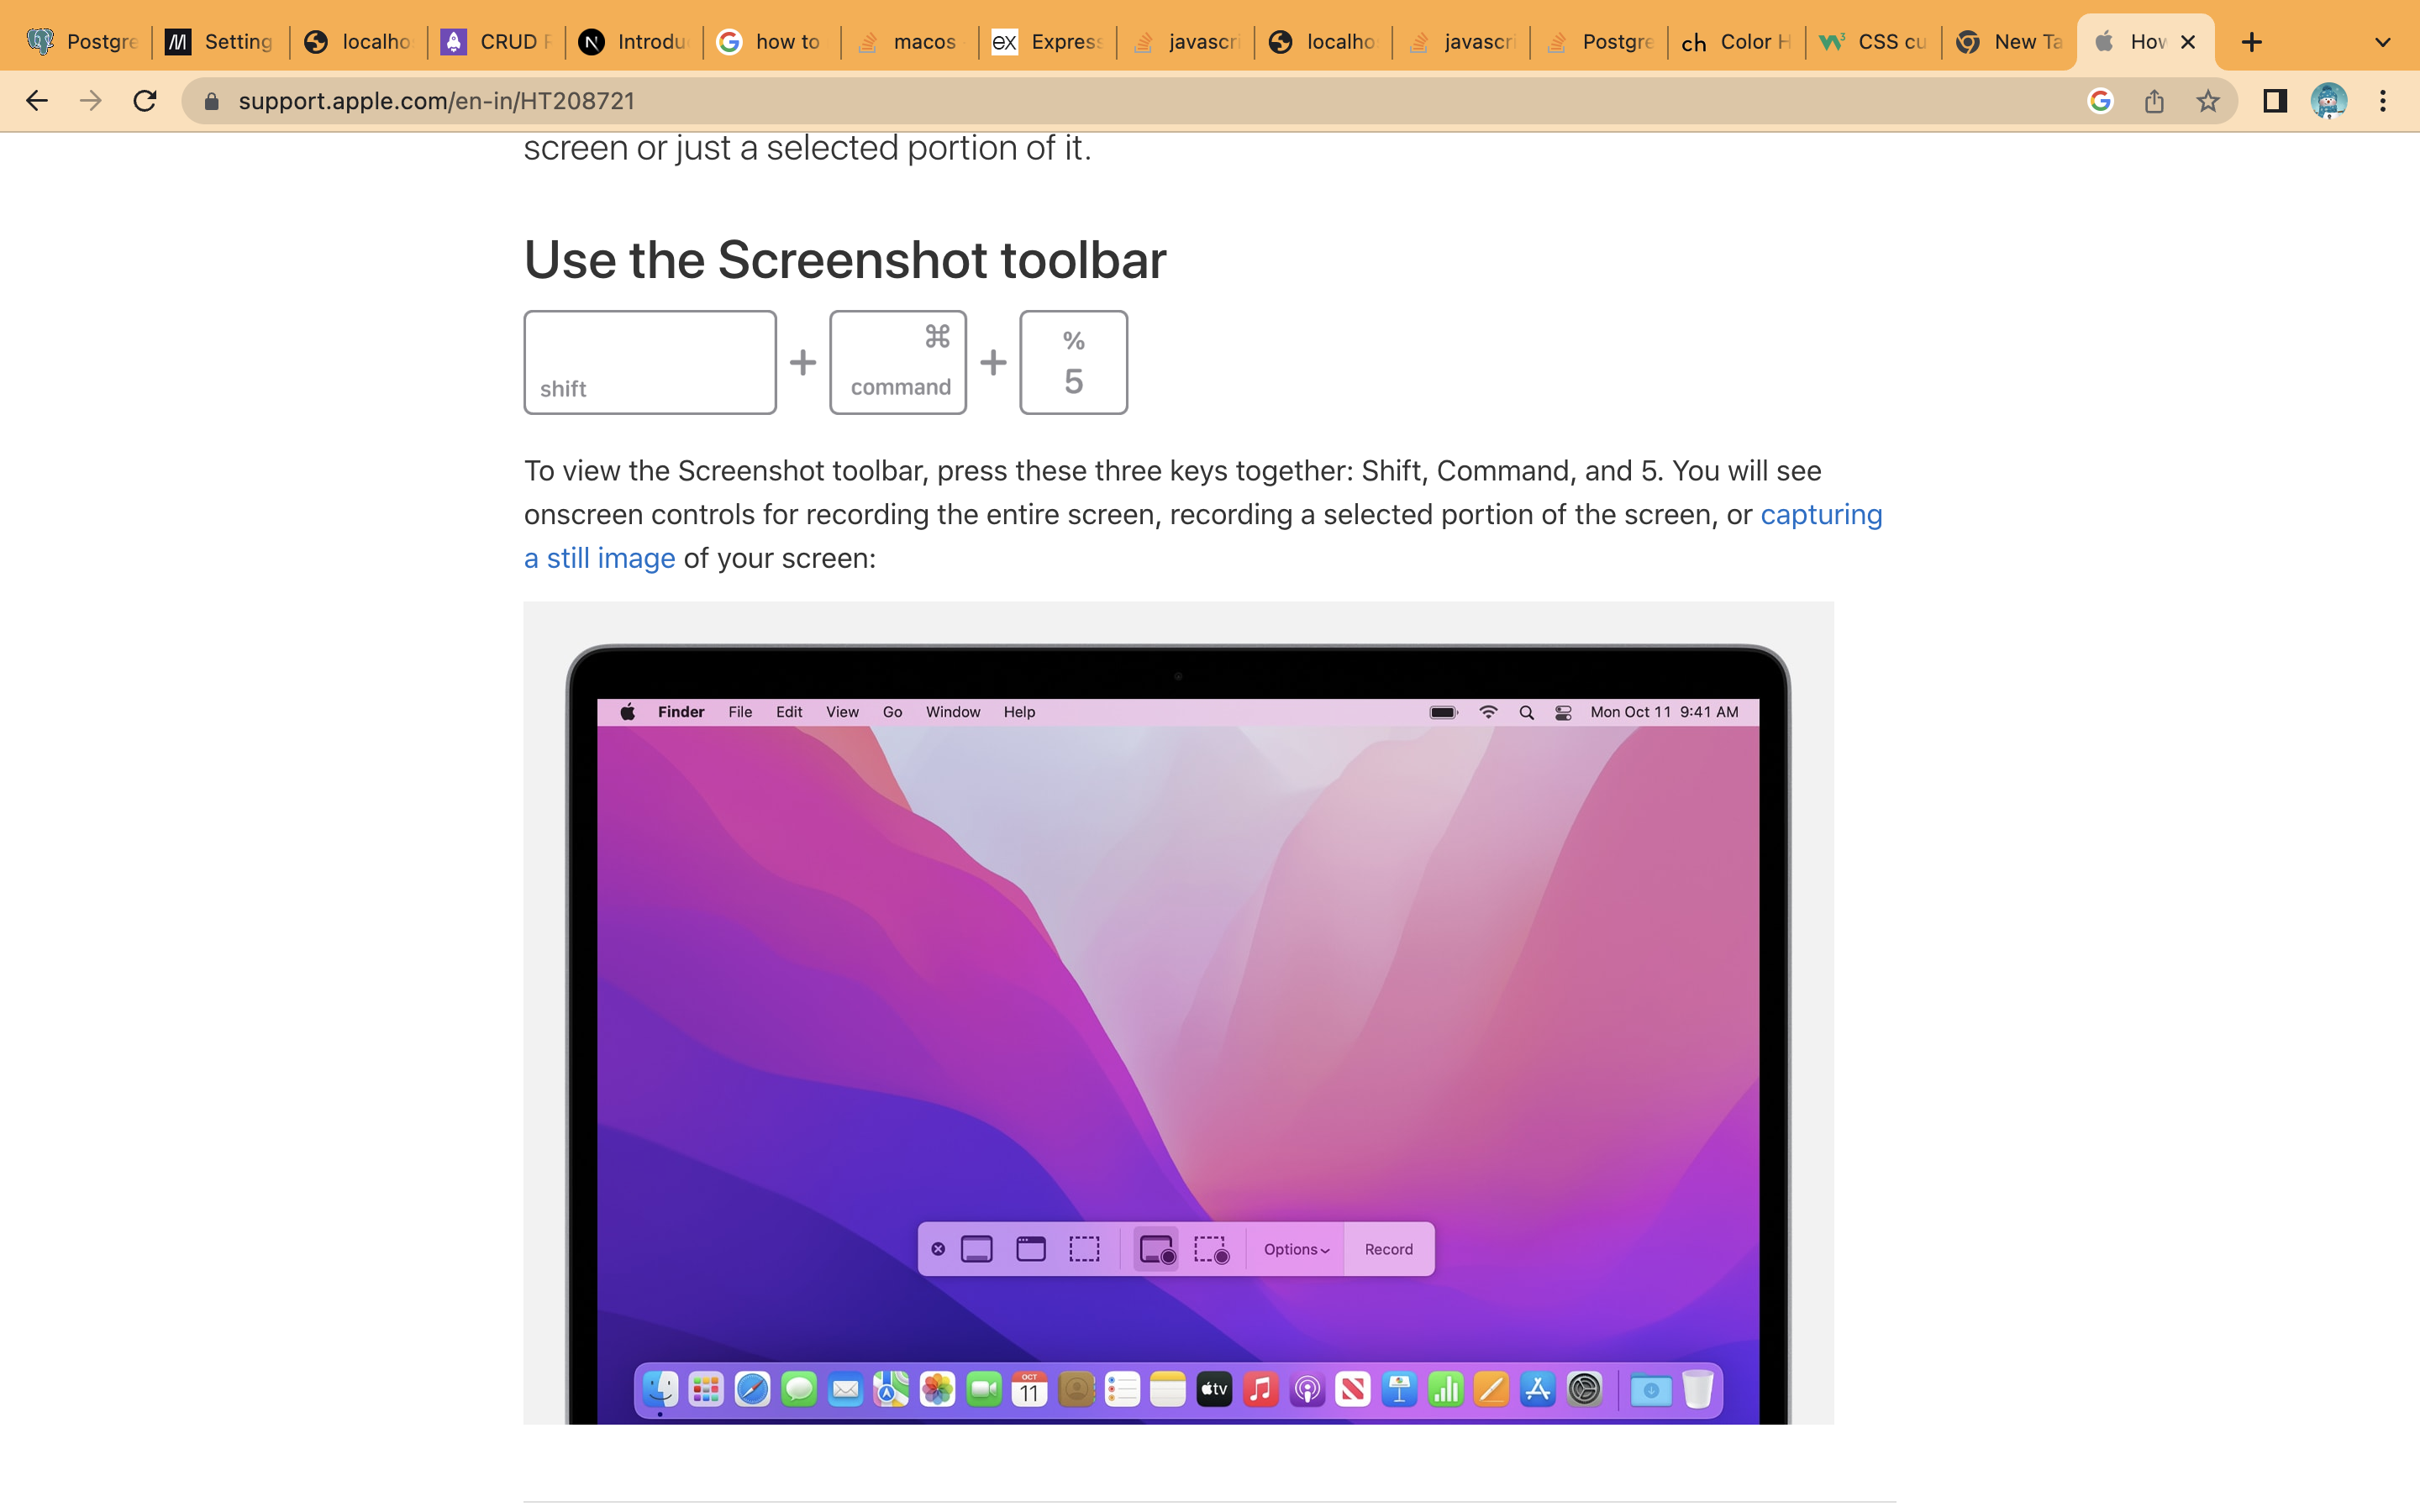 Postgre
Setting
localho
CRUD F
Introdu
how to
macos
ex Express
javascri
localho
javascri
Postgre
ch Color H
W3 CSS cu
New Ta
How
support.apple.com/en-in/HT208721
screen or just a selected portion of it.
Use the Screenshot toolbar
shift + ⌘ command + % 5
To view the Screenshot toolbar, press these three keys together: Shift, Command, and 5. You will see
onscreen controls for recording the entire screen, recording a selected portion of the screen, or capturing
a still image of your screen:
Finder File Edit View Go Window Help Mon Oct 11 9:41 AM
Options Record
OCT
11
tv